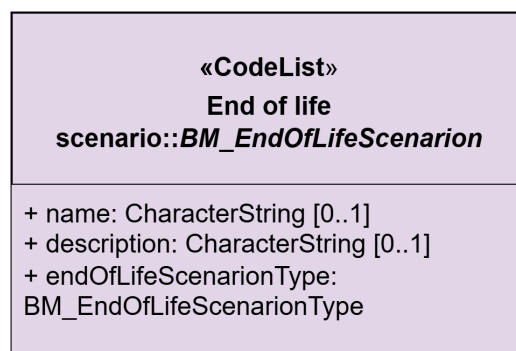 «CodeList»
End of life
scenario::BM_EndOfLifeScenarion
+ name: CharacterString [0..1]
+ description: CharacterString [0..1]
+ endOfLifeScenarionType:
BM_EndOfLifeScenarionType